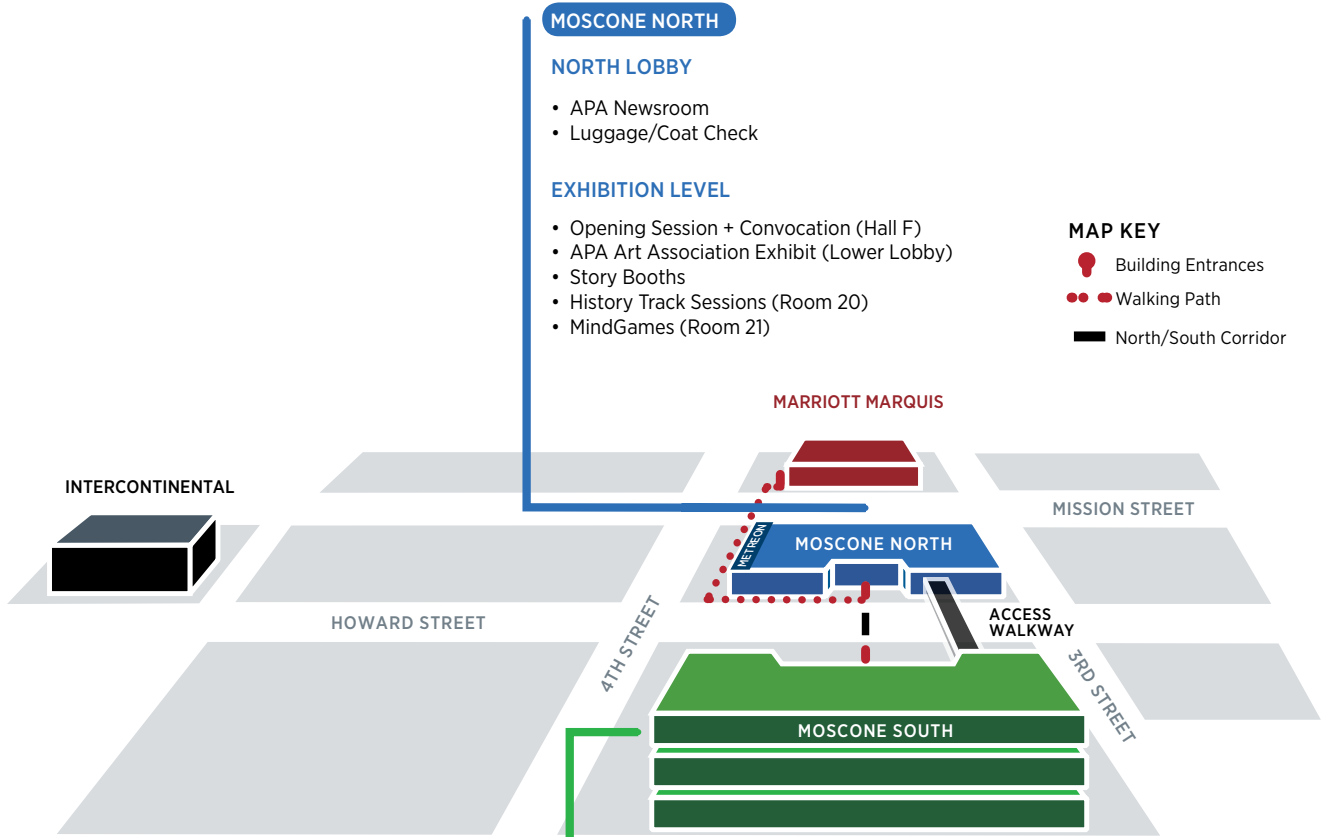 MOSCONE NORTH
NORTH LOBBY
• APA Newsroom
• Luggage/Coat Check
EXHIBITION LEVEL
• Opening Session + Convocation (Hall F)
• APA Art Association Exhibit (Lower Lobby)
• Story Booths
• History Track Sessions (Room 20)
• MindGames (Room 21)
MAP KEY
Building Entrances
Walking Path
North/South Corridor
MARRIOTT MARQUIS
INTERCONTINENTAL
MISSION STREET
METREON
MOSCONE NORTH
HOWARD STREET
4TH STREET
ACCESS
WALKWAY
3RD STREET
MOSCONE SOUTH